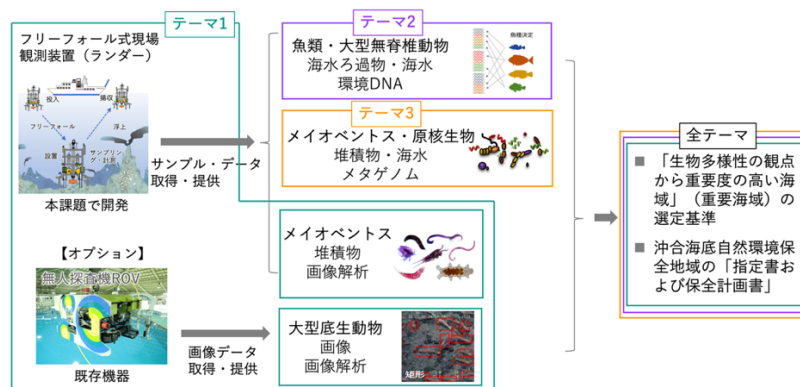 テーマ1
フリーフォール式現場
観測装置（ランダー）
投入
揚収
フリーフォール
浮上
設置
サンプリン
グ・計測
本課題で開発
サンプル・データ
取得・提供
テーマ2
魚類・大型無脊椎動物
海水ろ過物・海水
環境DNA
魚種決定
テーマ3
メイオベントス・原核生物
堆積物・海水
メタゲノム
メイオベントス
堆積物
画像解析
【オプション】
無人探査機ROV
既存機器
画像データ
取得・提供
大型底生動物
画像
画像解析
矩形
全テーマ
■ 「生物多様性の観点
から重要度の高い海
域」（重要海域）の
選定基準
■ 沖合海底自然環境保
全地域の「指定書お
よび保全計画書」